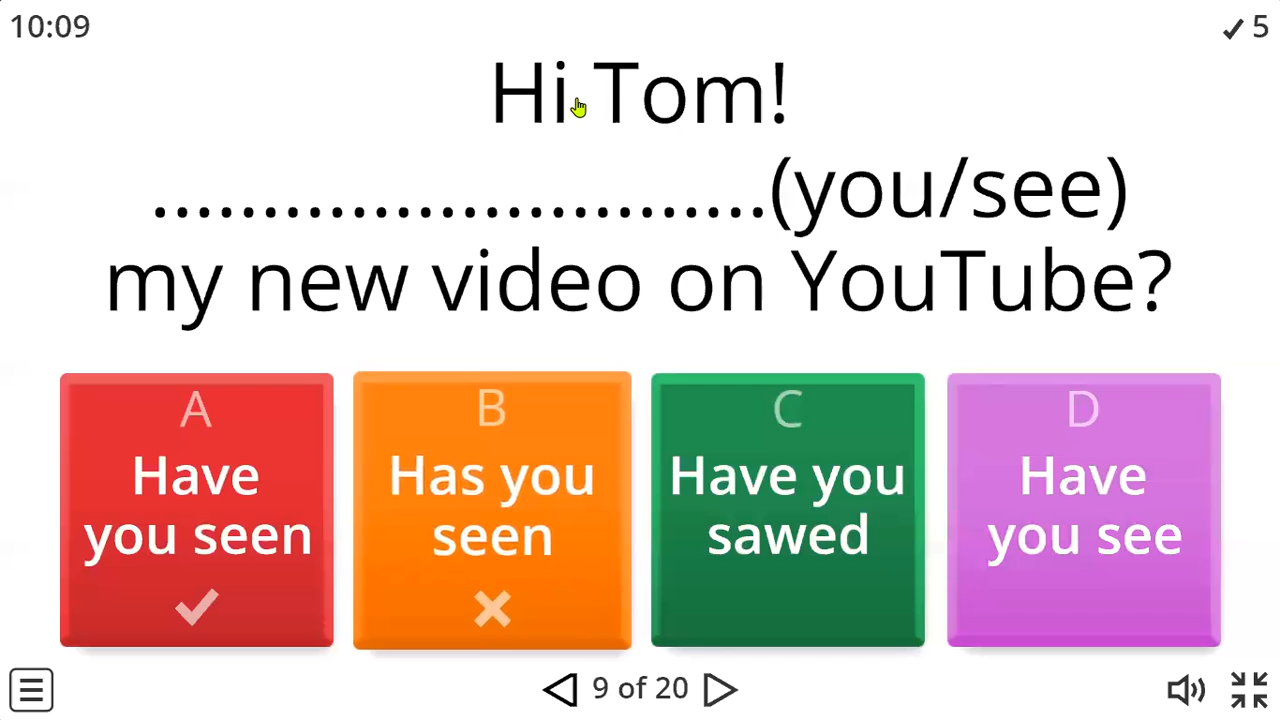 10:09
✓ 5
Hi Tom!
............................(you/see)
my new video on YouTube?
A
Have
you seen
B
Has you
seen
C
Have you
sawed
D
Have
you see
9 of 20